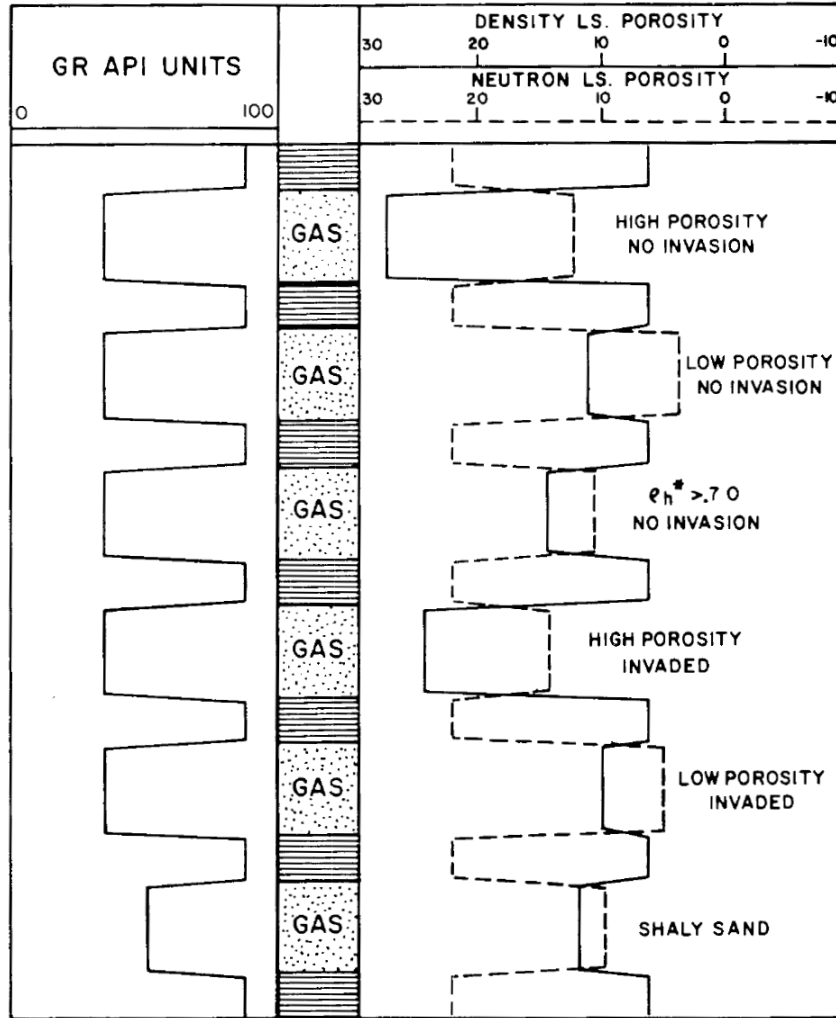 DENSITY LS. POROSITY
30 20 10 0 -10
GR API UNITS
NEUTRON LS. POROSITY
30 20 10 0 -10
0 100
GAS
HIGH POROSITY
NO INVASION
GAS
LOW POROSITY
NO INVASION
GAS
ρh* >.70
NO INVASION
GAS
HIGH POROSITY
INVADED
GAS
LOW POROSITY
INVADED
GAS
SHALY SAND